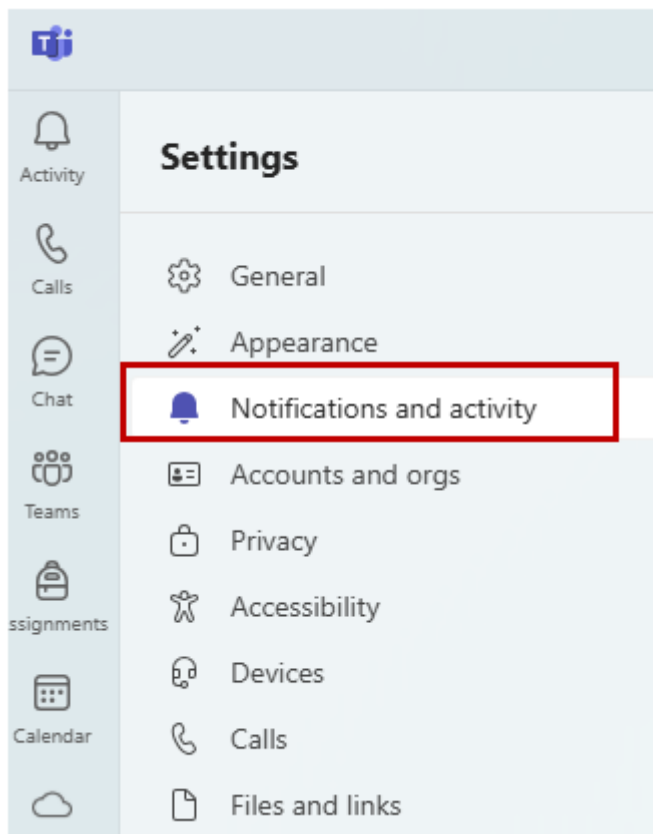 Activity
Calls
Chat
Teams
ssignments
Calendar
Settings
General
Appearance
Notifications and activity
Accounts and orgs
Privacy
Accessibility
Devices
Calls
Files and links